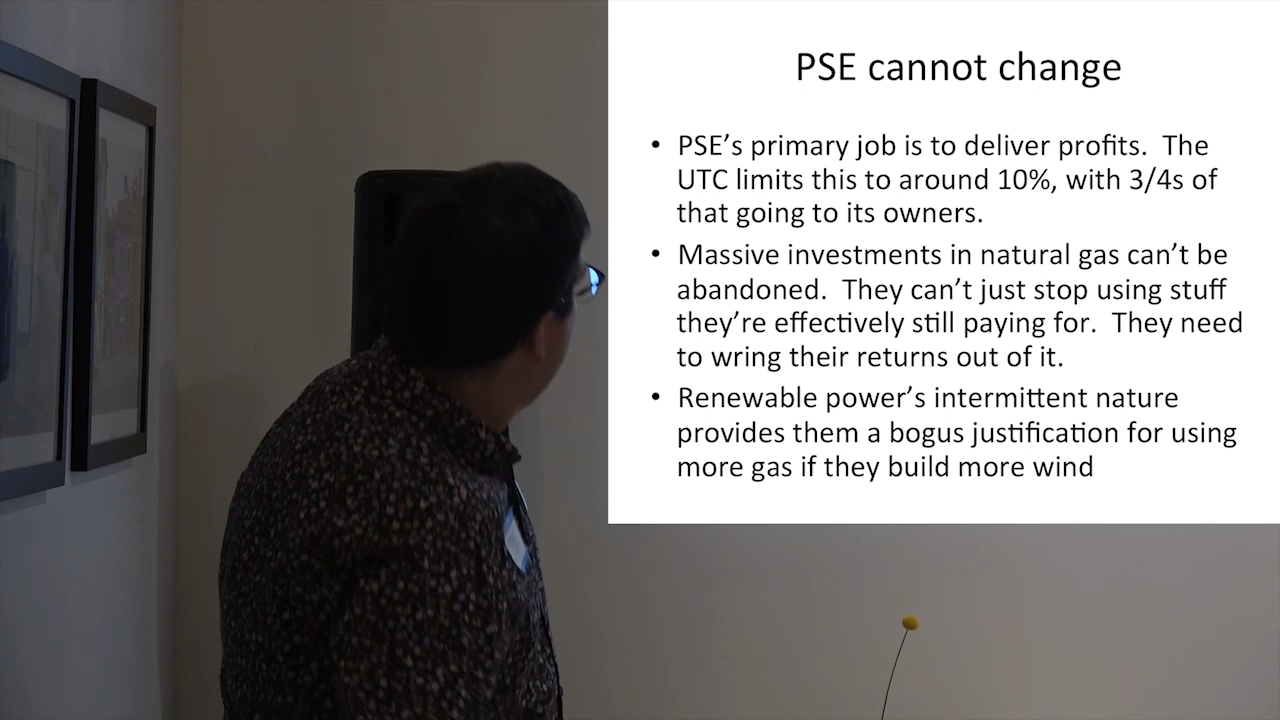 PSE cannot change
• PSE’s primary job is to deliver profits. The
UTC limits this to around 10%, with 3/4s of
that going to its owners.
• Massive investments in natural gas can’t be
abandoned. They can’t just stop using stuff
they’re effectively still paying for. They need
to wring their returns out of it.
• Renewable power’s intermittent nature
provides them a bogus justification for using
more gas if they build more wind